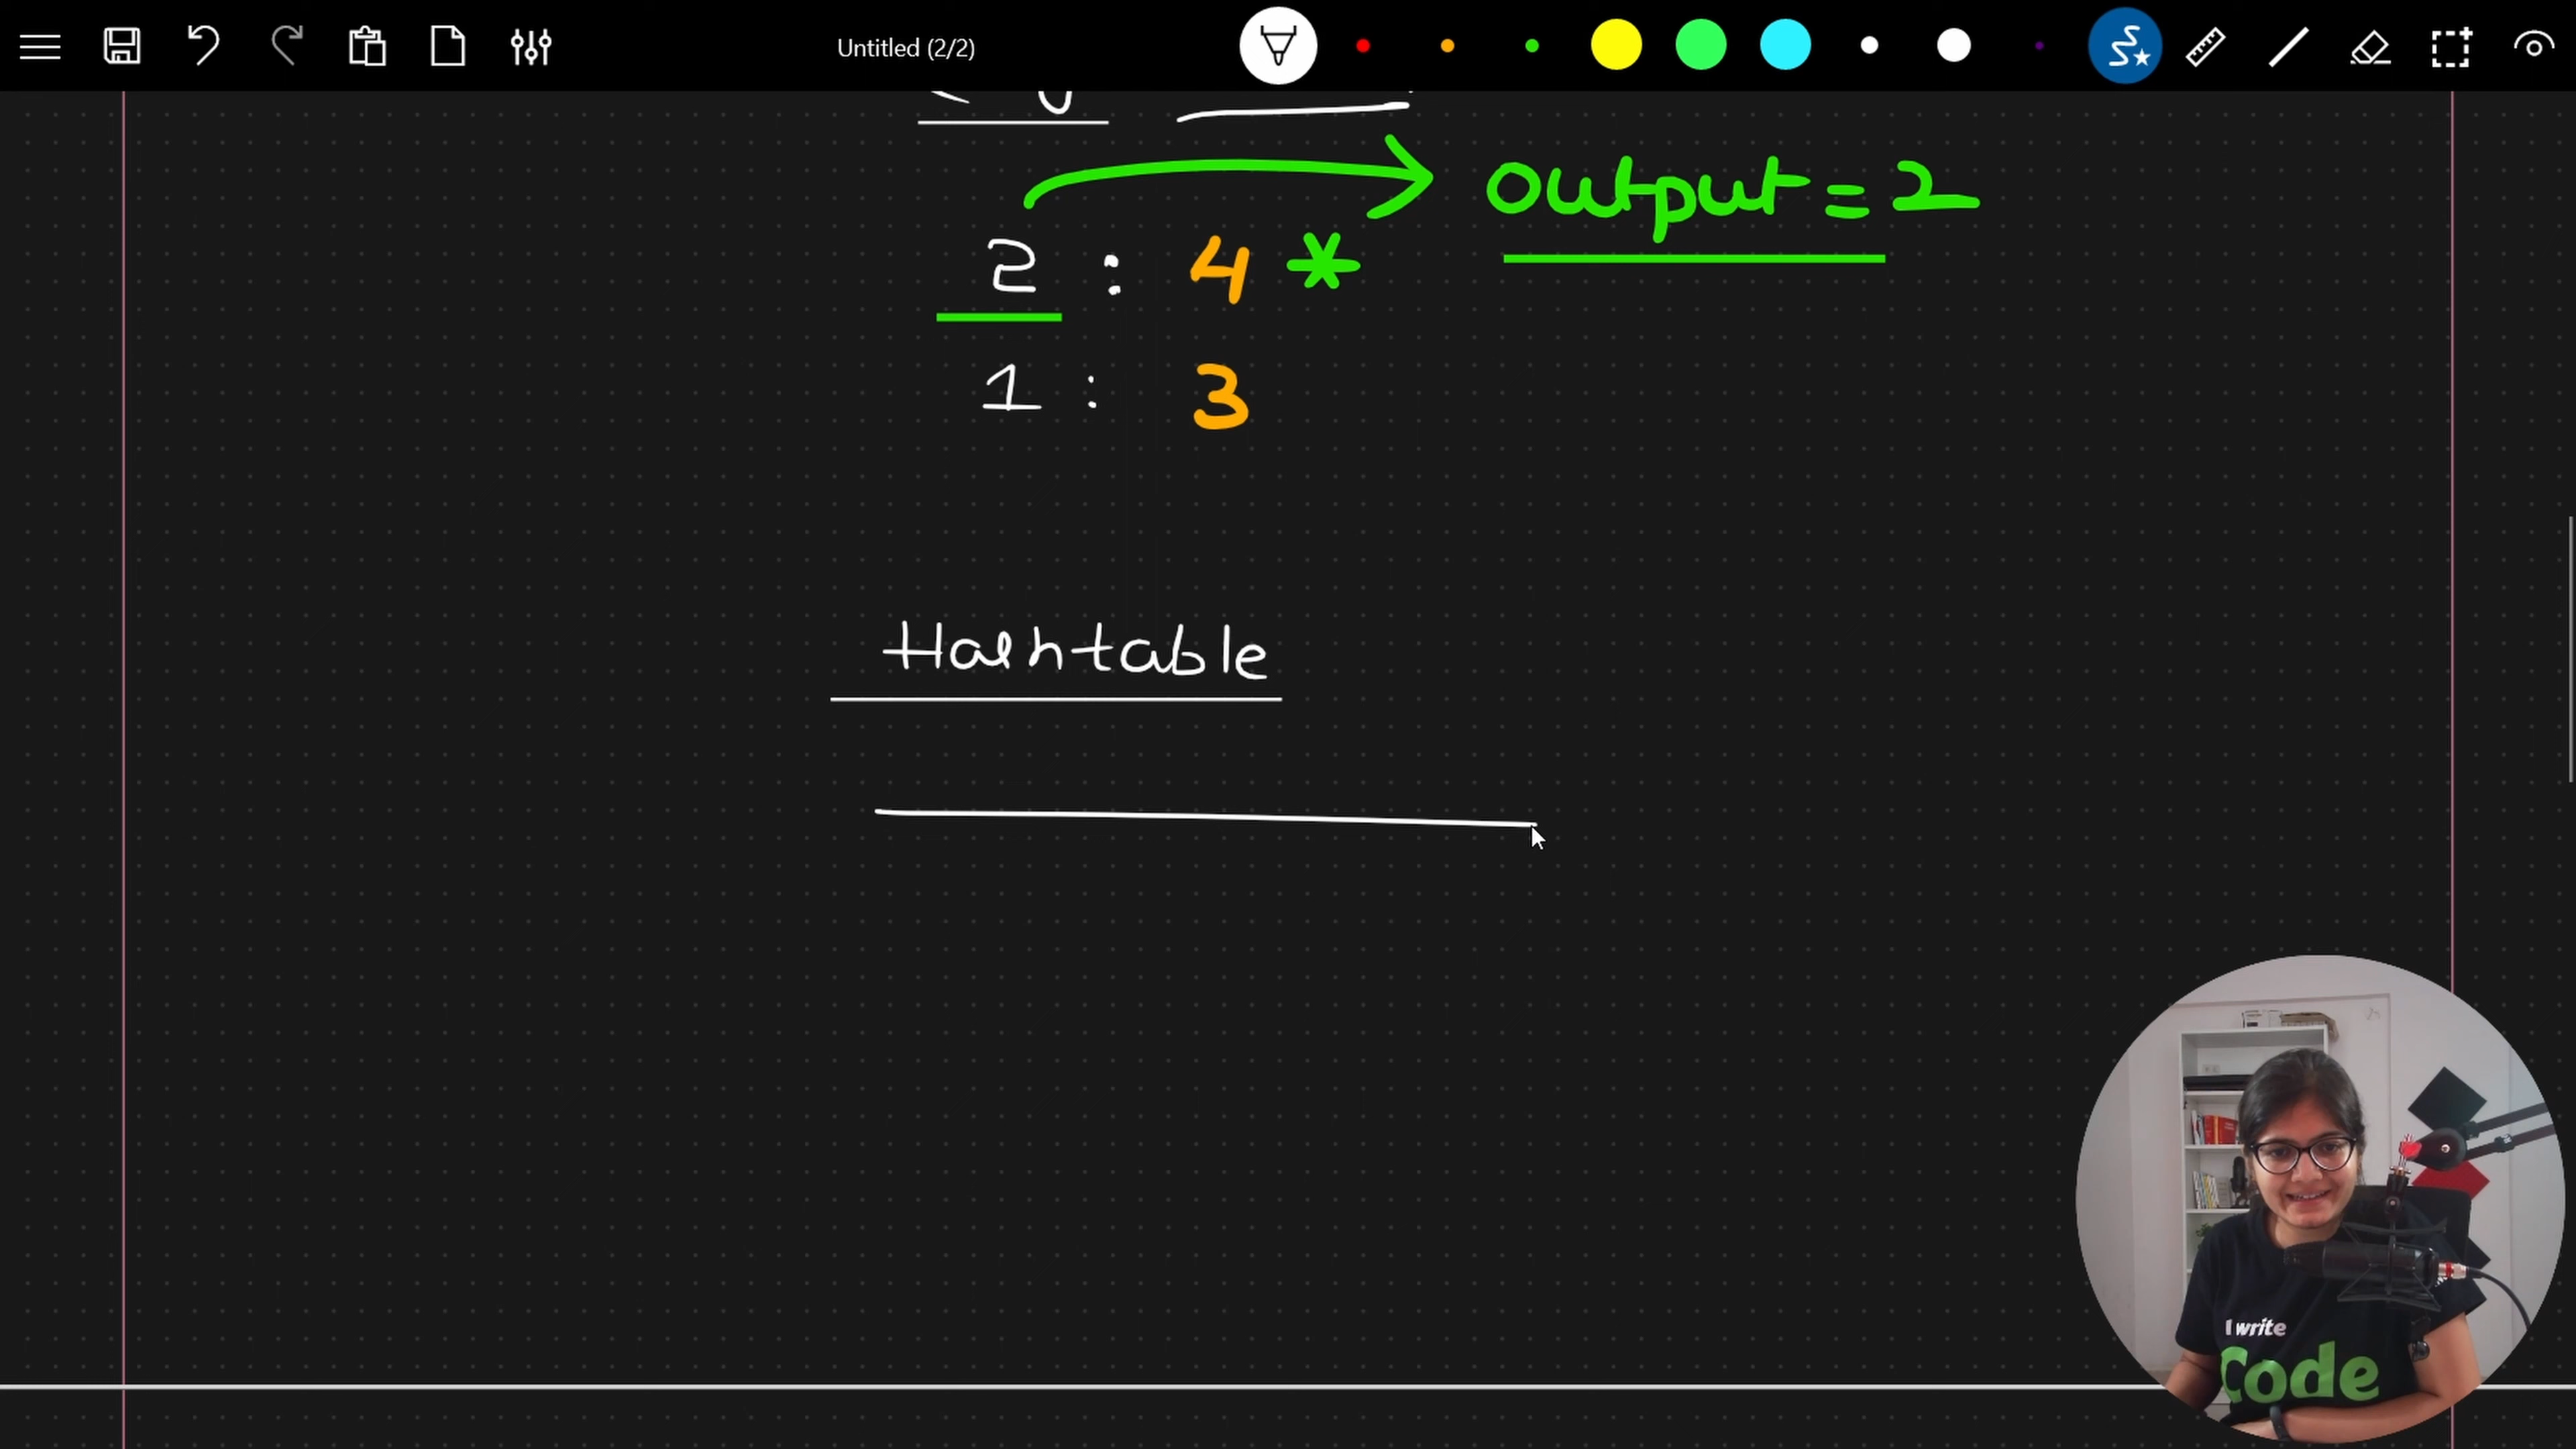 Untitled (2/2)
output = 2
2 : 4 *
1 : 3
Hashtable
I write
Code